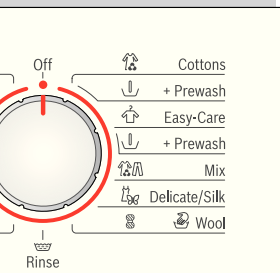 Off
Cottons
+ Prewash
Easy-Care
+ Prewash
Mix
Delicate/Silk
Wool
Rinse